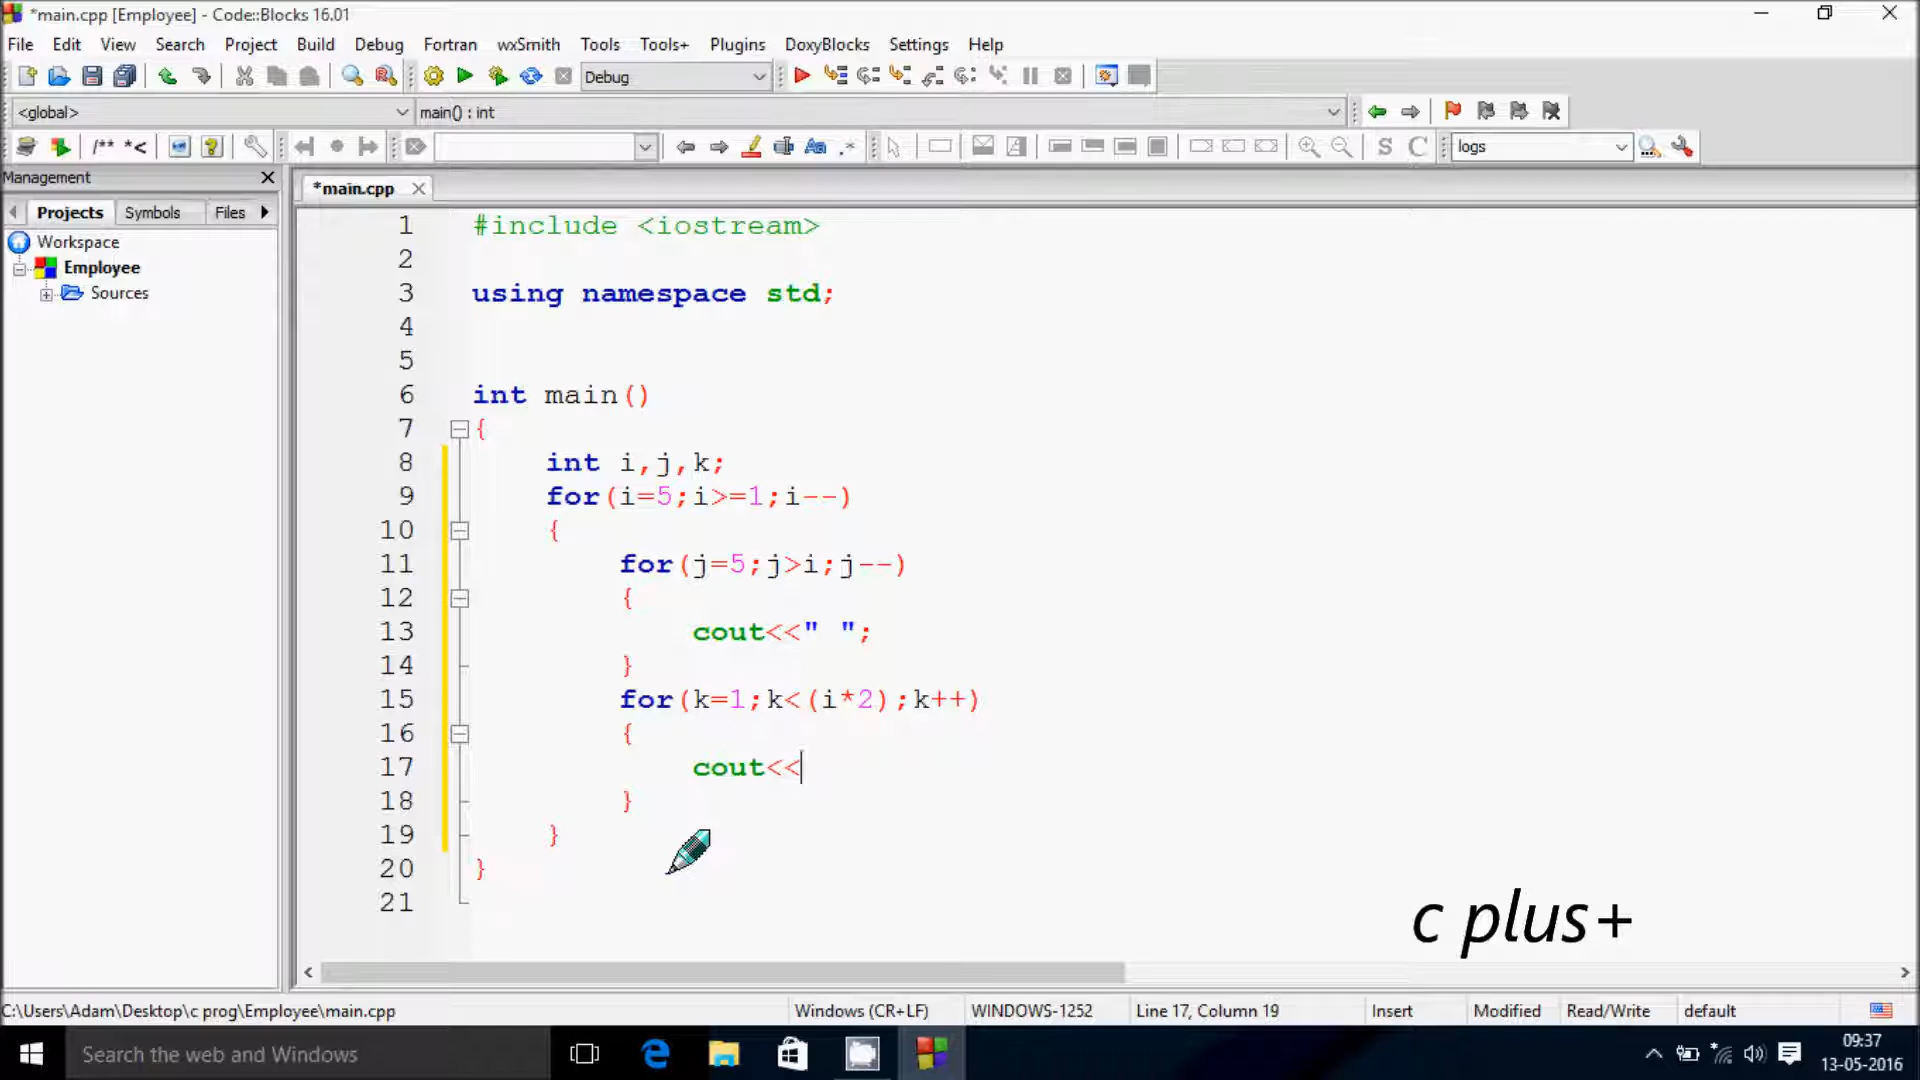 *main.cpp [Employee] - Code::Blocks 16.01
File Edit View Search Project Build Debug Fortran wxSmith Tools Tools+ Plugins DoxyBlocks Settings Help
Debug
<global> main() : int
/** *< Aa .* S C logs
Management
*main.cpp
Projects Symbols Files
Workspace
Employee
Sources
1 #include <iostream>
2
3 using namespace std;
4
5
6 int main()
7 {
8 int i,j,k;
9 for(i=5;i>=1;i--)
10 {
11 for(j=5;j>i;j--)
12 {
13 cout<<" ";
14 }
15 for(k=1;k<(i*2);k++)
16 {
17 cout<<
18 }
19 }
20 }
21
c plus+
C:\Users\Adam\Desktop\c prog\Employee\main.cpp Windows (CR+LF) WINDOWS-1252 Line 17, Column 19 Insert Modified Read/Write default
Search the web and Windows
09:37
13-05-2016